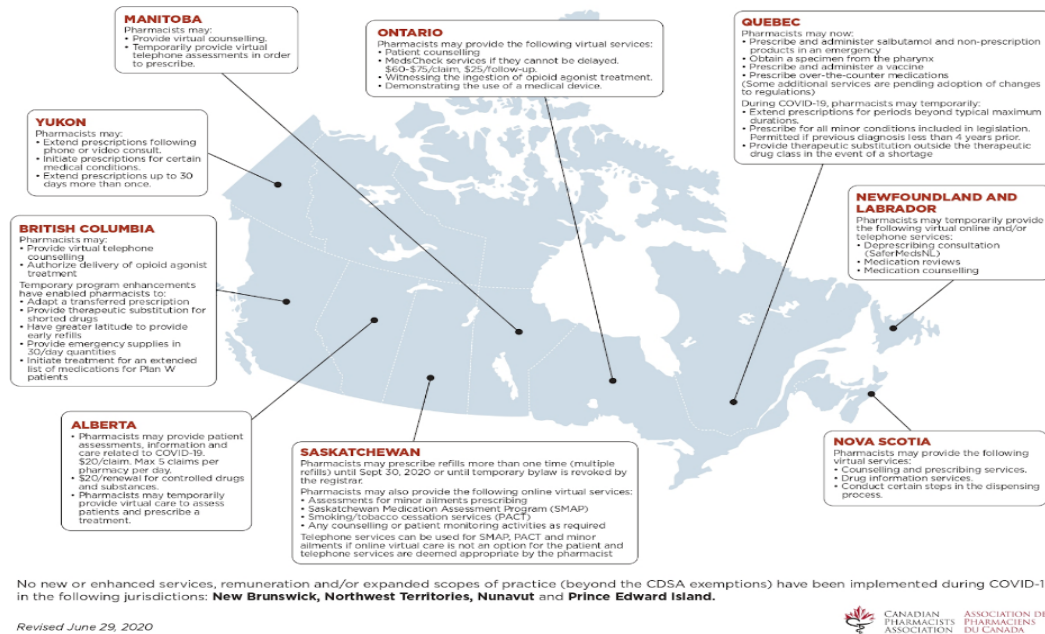 MANITOBA
Pharmacists may:
• Provide virtual counselling.
• Temporarily provide virtual
telephone assessments in order
to prescribe.
ONTARIO
Pharmacists may provide the following virtual services:
• Patient counselling
• MedsCheck services if they cannot be delayed.
$60-$75/claim, $25/follow-up.
• Witnessing the ingestion of opioid agonist treatment.
• Demonstrating the use of a medical device.
QUEBEC
Pharmacists may now:
• Prescribe and administer salbutamol and non-prescription
products in an emergency
• Obtain a specimen from the pharynx
• Prescribe and administer a vaccine
• Prescribe over-the-counter medications
(Some additional services are pending adoption of changes
to regulations)
During COVID-19, pharmacists may temporarily:
• Extend prescriptions for periods beyond typical maximum
durations.
• Prescribe for all minor conditions included in legislation.
Permitted if previous diagnosis less than 4 years prior.
• Provide therapeutic substitution outside the therapeutic
drug class in the event of a shortage
YUKON
Pharmacists may:
• Extend prescriptions following
phone or video consult.
• Initiate prescriptions for certain
medical conditions.
• Extend prescriptions up to 30
days more than once.
NEWFOUNDLAND AND
LABRADOR
Pharmacists may temporarily provide
the following virtual online and/or
telephone services:
• Deprescribing consultation
(SaferMedsNL)
• Medication reviews
• Medication counselling
BRITISH COLUMBIA
Pharmacists may:
• Provide virtual telephone
counselling
• Authorize delivery of opioid agonist
treatment
Temporary program enhancements
have enabled pharmacists to:
• Adapt a transferred prescription
• Provide therapeutic substitution for
shorted drugs
• Have greater latitude to provide
early refills
• Provide emergency supplies in
30/day quantities
• Initiate treatment for an extended
list of medications for Plan W
patients
ALBERTA
• Pharmacists may provide patient
assessments, information and
care related to COVID-19.
$20/claim. Max 5 claims per
pharmacy per day.
• $20/renewal for controlled drugs
and substances.
• Pharmacists may temporarily
provide virtual care to assess
patients and prescribe a
treatment.
SASKATCHEWAN
Pharmacists may prescribe refills more than one time (multiple
refills) until Sept 30, 2020 or until temporary bylaw is revoked by
the registrar.
Pharmacists may also provide the following online virtual services:
• Assessments for minor ailments prescribing
• Saskatchewan Medication Assessment Program (SMAP)
• Smoking/tobacco cessation services (PACT)
• Any counselling or patient monitoring activities as required
Telephone services can be used for SMAP, PACT and minor
ailments if online virtual care is not an option for the patient and
telephone services are deemed appropriate by the pharmacist
NOVA SCOTIA
Pharmacists may provide the following
virtual services:
• Counselling and prescribing services.
• Drug information services.
• Conduct certain steps in the dispensing
process.
No new or enhanced services, remuneration and/or expanded scopes of practice (beyond the CDSA exemptions) have been implemented during COVID-1
in the following jurisdictions: New Brunswick, Northwest Territories, Nunavut and Prince Edward Island.
Revised June 29, 2020
CANADIAN
PHARMACISTS
ASSOCIATION
ASSOCIATION DE
PHARMACIENS
DU CANADA